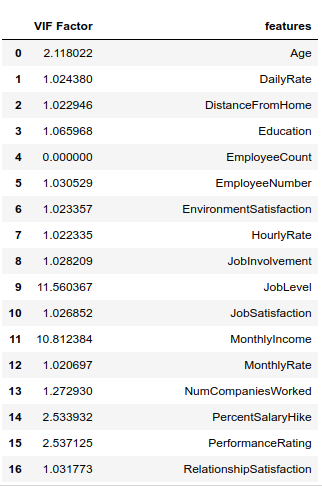 VIF Factor features
0 2.118022 Age
1 1.024380 DailyRate
2 1.022946 DistanceFromHome
3 1.065968 Education
4 0.000000 EmployeeCount
5 1.030529 EmployeeNumber
6 1.023357 EnvironmentSatisfaction
7 1.022335 HourlyRate
8 1.028209 JobInvolvement
9 11.560367 JobLevel
10 1.026852 JobSatisfaction
11 10.812384 MonthlyIncome
12 1.020697 MonthlyRate
13 1.272930 NumCompaniesWorked
14 2.533932 PercentSalaryHike
15 2.537125 PerformanceRating
16 1.031773 RelationshipSatisfaction